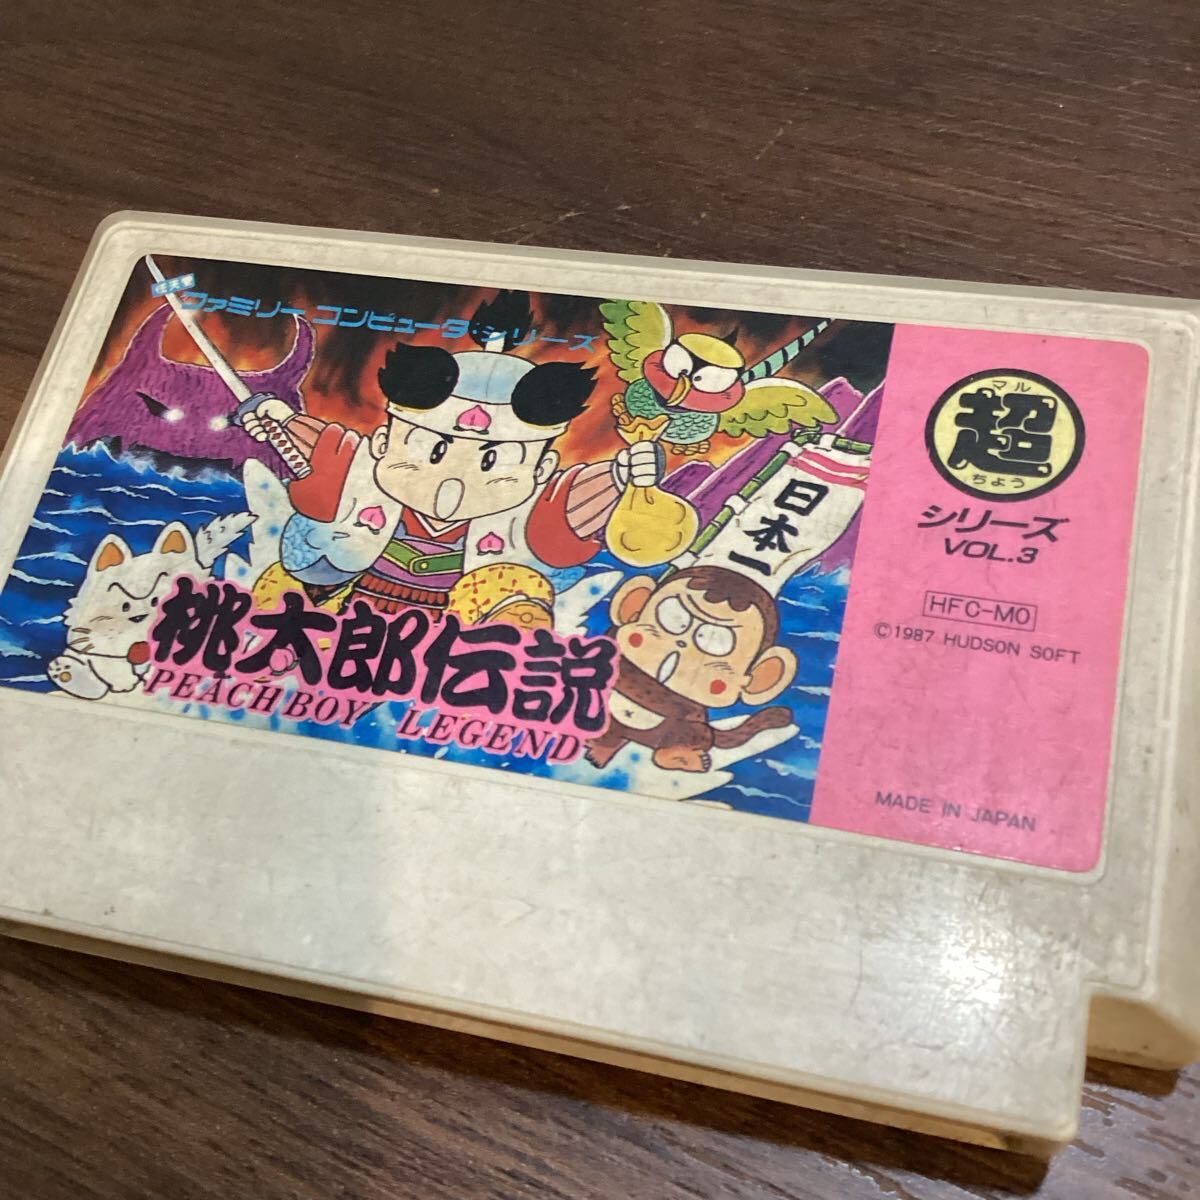 任天堂
ファミリーコンピュータ・シリーズ
日本一
桃太郎伝説
PEACH BOY LEGEND
マル
超
ちょう
シリーズ
VOL.3
HFC-MO
©1987 HUDSON SOFT
MADE IN JAPAN